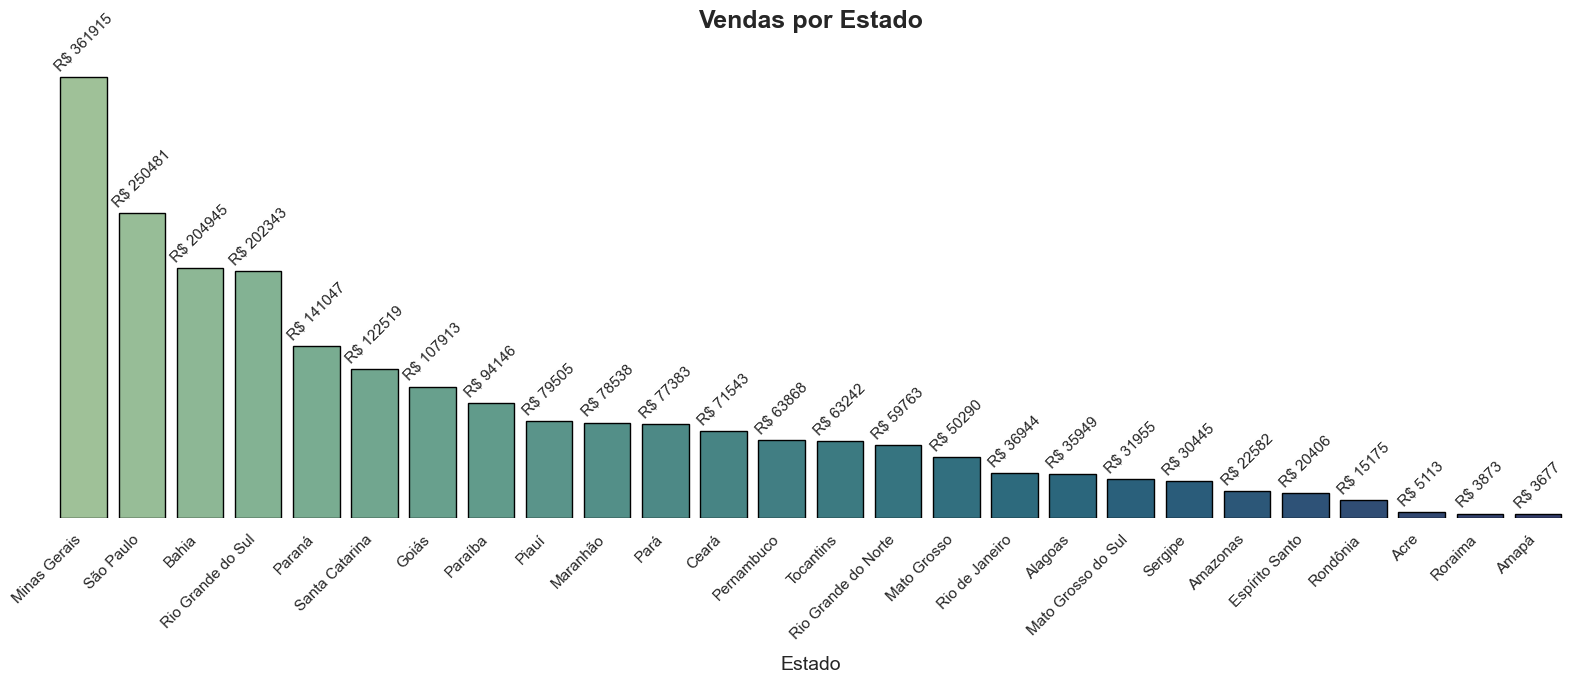 Vendas por Estado
R$ 361915
R$ 250481
R$ 204945
R$ 202343
R$ 141047
R$ 122519
R$ 107913
R$ 94146
R$ 79505
R$ 78538
R$ 77383
R$ 71543
R$ 63868
R$ 63242
R$ 59763
R$ 50290
R$ 36944
R$ 35949
R$ 31955
R$ 30445
R$ 22582
R$ 20406
R$ 15175
R$ 5113
R$ 3873
R$ 3677
Minas Gerais
São Paulo
Bahia
Rio Grande do Sul
Paraná
Santa Catarina
Goiás
Paraíba
Piauí
Maranhão
Pará
Ceará
Pernambuco
Tocantins
Rio Grande do Norte
Mato Grosso
Rio de Janeiro
Alagoas
Mato Grosso do Sul
Sergipe
Amazonas
Espírito Santo
Rondônia
Acre
Roraima
Amapá
Estado